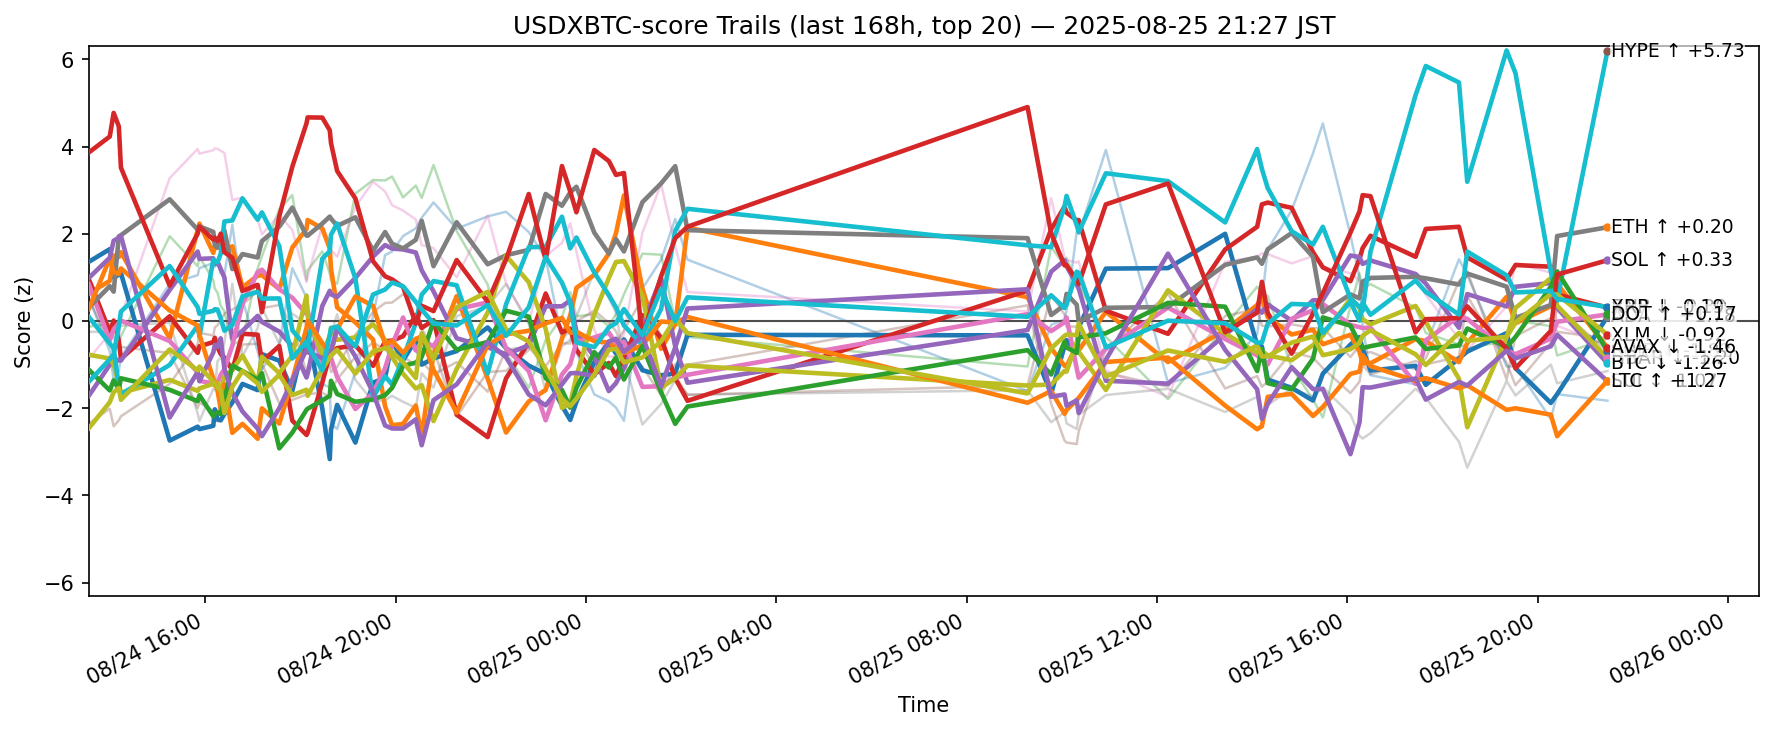 USDXBTC-score Trails (last 168h, top 20) — 2025-08-25 21:27 JST
Score (z)
6
4
2
0
−2
−4
−6
HYPE ↑ +5.73
ETH ↑ +0.20
SOL ↑ +0.33
DOT ↑ +0.17
XLM ↓ -0.92
AVAX ↓ -1.46
BTC ↓ -1.26
08/24 16:00
08/24 20:00
08/25 00:00
08/25 04:00
08/25 08:00
08/25 12:00
08/25 16:00
08/25 20:00
08/26 00:00
Time